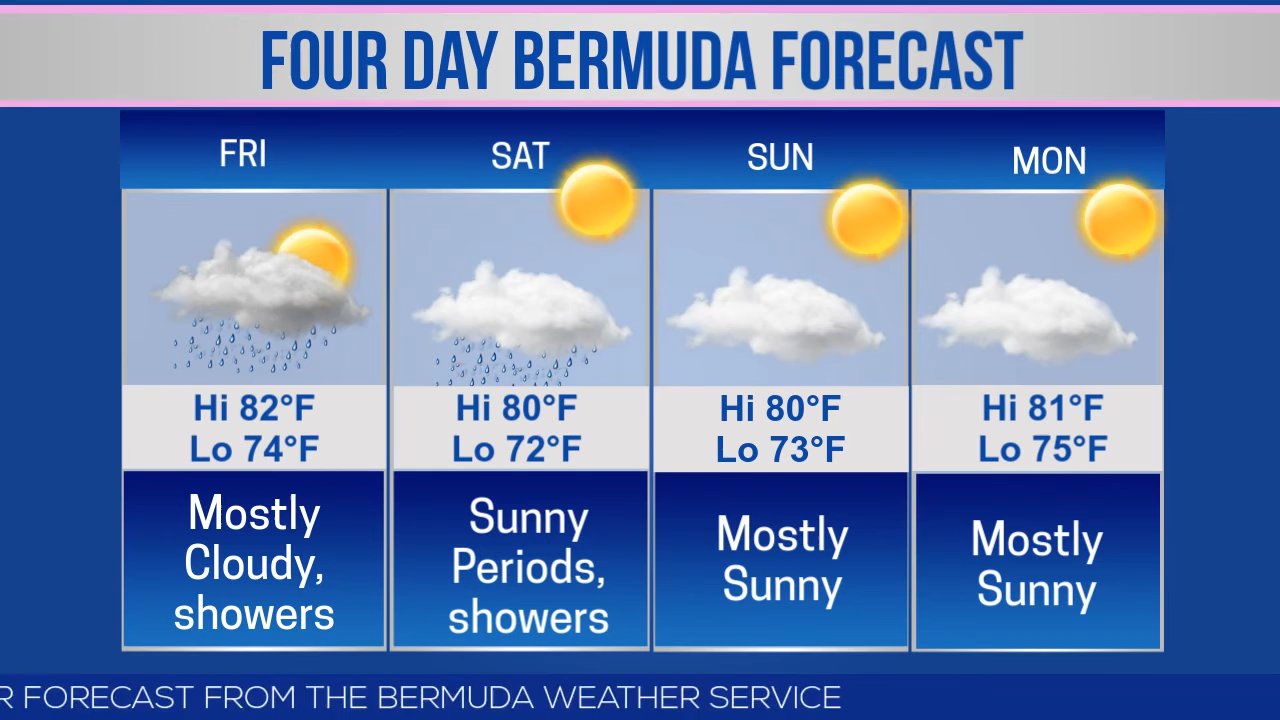 FOUR DAY BERMUDA FORECAST
FRI
Hi 82°F
Lo 74°F
Mostly
Cloudy,
showers
SAT
Hi 80°F
Lo 72°F
Sunny
Periods,
showers
SUN
Hi 80°F
Lo 73°F
Mostly
Sunny
MON
Hi 81°F
Lo 75°F
Mostly
Sunny
R FORECAST FROM THE BERMUDA WEATHER SERVICE